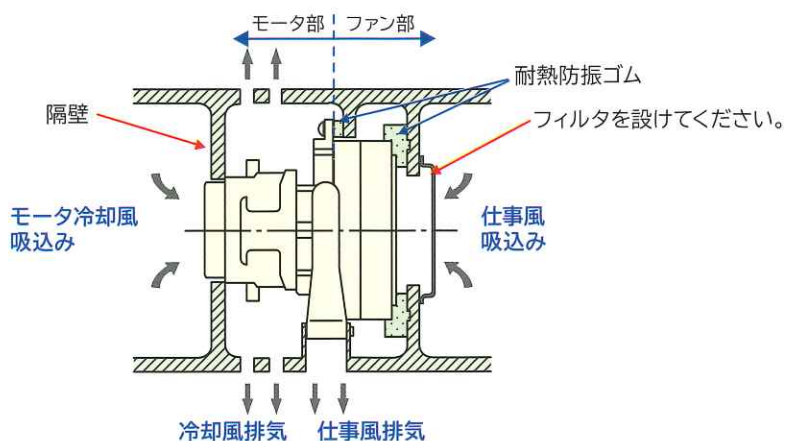 モータ部
ファン部
耐熱防振ゴム
隔壁
フィルタを設けてください。
モータ冷却風
吸込み
仕事風
吸込み
冷却風排気
仕事風排気